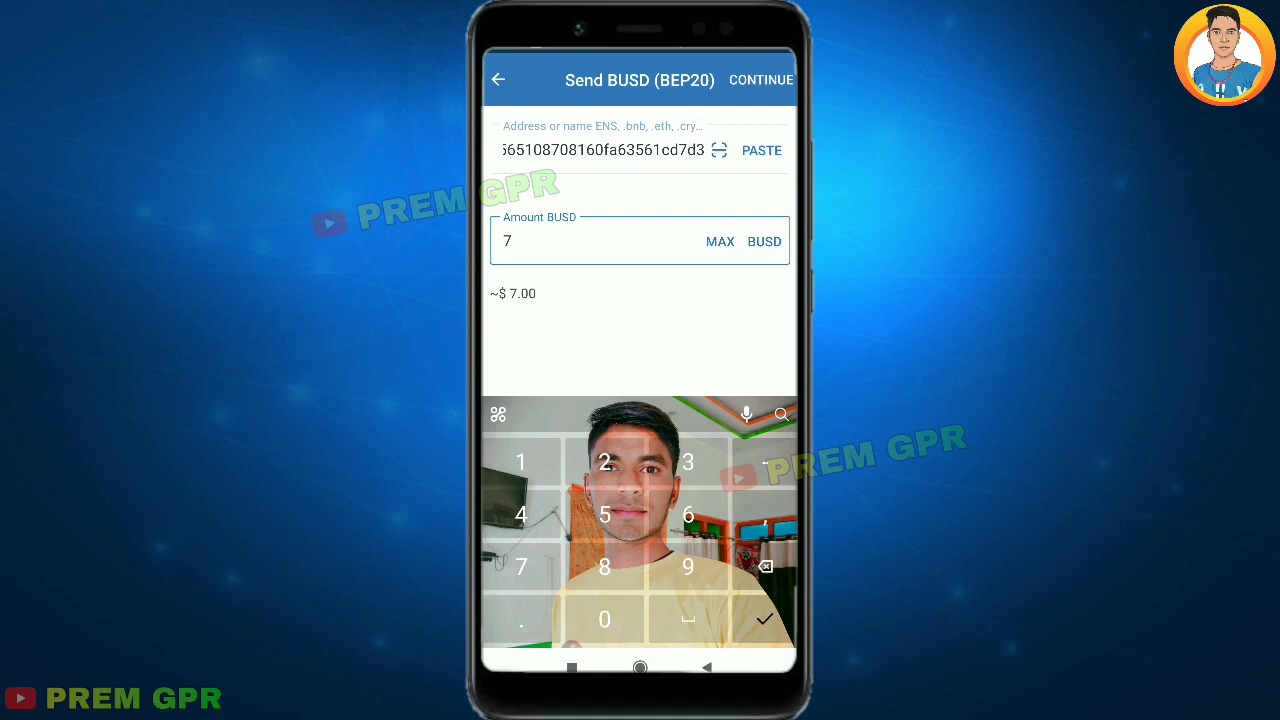 Send BUSD (BEP20) CONTINUE
Address or name ENS, .bnb, .eth, .cry...
565108708160fa63561cd7d3 PASTE
PREM GPR
Amount BUSD
7 MAX BUSD
~$ 7.00
PREM GPR
1 2 3 -
4 5 6 ,
7 8 9
. 0
PREM GPR